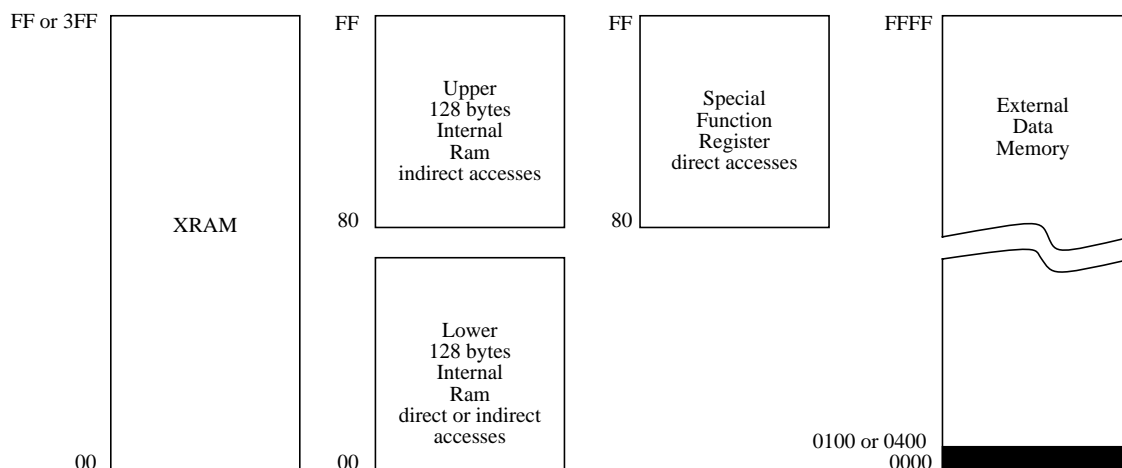 FF or 3FF
XRAM
00
FF
Upper
128 bytes
Internal
Ram
indirect accesses
80
Lower
128 bytes
Internal
Ram
direct or indirect
accesses
00
FF
Special
Function
Register
direct accesses
80
FFFF
External
Data
Memory
0100 or 0400
0000